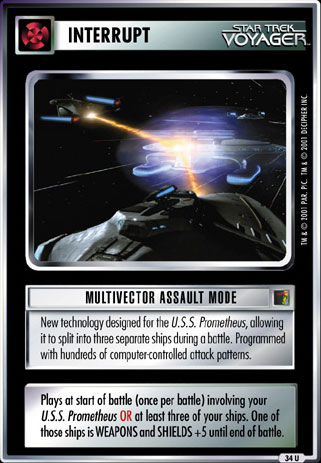 INTERRUPT
STAR TREK
VOYAGER™
TM & © 2001 PAR. PIC. TM & © 2001 DECIPHER INC.
MULTIVECTOR ASSAULT MODE
New technology designed for the U.S.S. Prometheus, allowing
it to split into three separate ships during a battle. Programmed
with hundreds of computer-controlled attack patterns.
Plays at start of battle (once per battle) involving your
U.S.S. Prometheus OR at least three of your ships. One of
those ships is WEAPONS and SHIELDS +5 until end of battle.
34 U